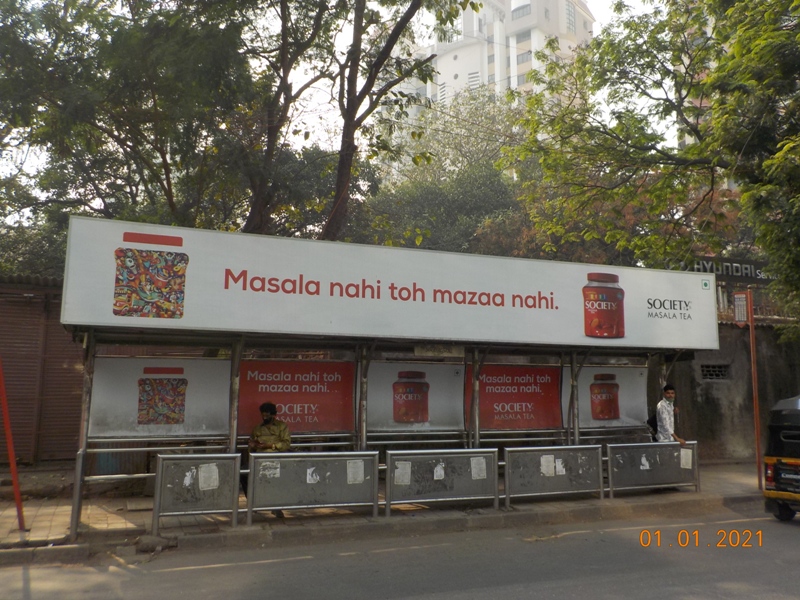 Masala nahi toh mazaa nahi.
SOCIETY
SOCIETY
MASALA TEA
HYUNDAI Service
Masala nahi toh
mazaa nahi.
SOCIETY
MASALA TEA
Masala nahi toh
mazaa nahi.
SOCIETY
MASALA TEA
01.01.2021